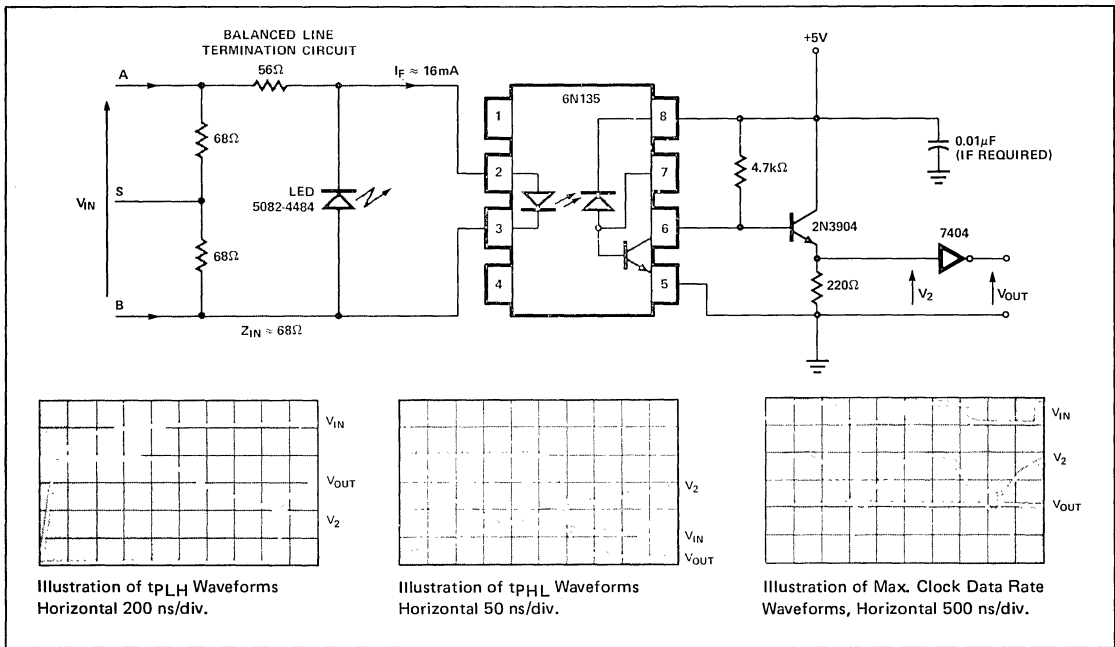 BALANCED LINE
TERMINATION CIRCUIT
A
56Ω
I_F ≈ 16mA
+5V
6N135
1
8
68Ω
0.01μF
(IF REQUIRED)
4.7kΩ
2
7
S
LED
5082-4484
V_IN
2N3904
3
6
7404
68Ω
4
5
220Ω
V_2
V_OUT
B
Z_IN ≈ 68Ω
V_IN
V_OUT
V_2
Illustration of t_PLH Waveforms
Horizontal 200 ns/div.
V_2
V_IN
V_OUT
Illustration of t_PHL Waveforms
Horizontal 50 ns/div.
V_IN
V_2
V_OUT
Illustration of Max. Clock Data Rate
Waveforms, Horizontal 500 ns/div.